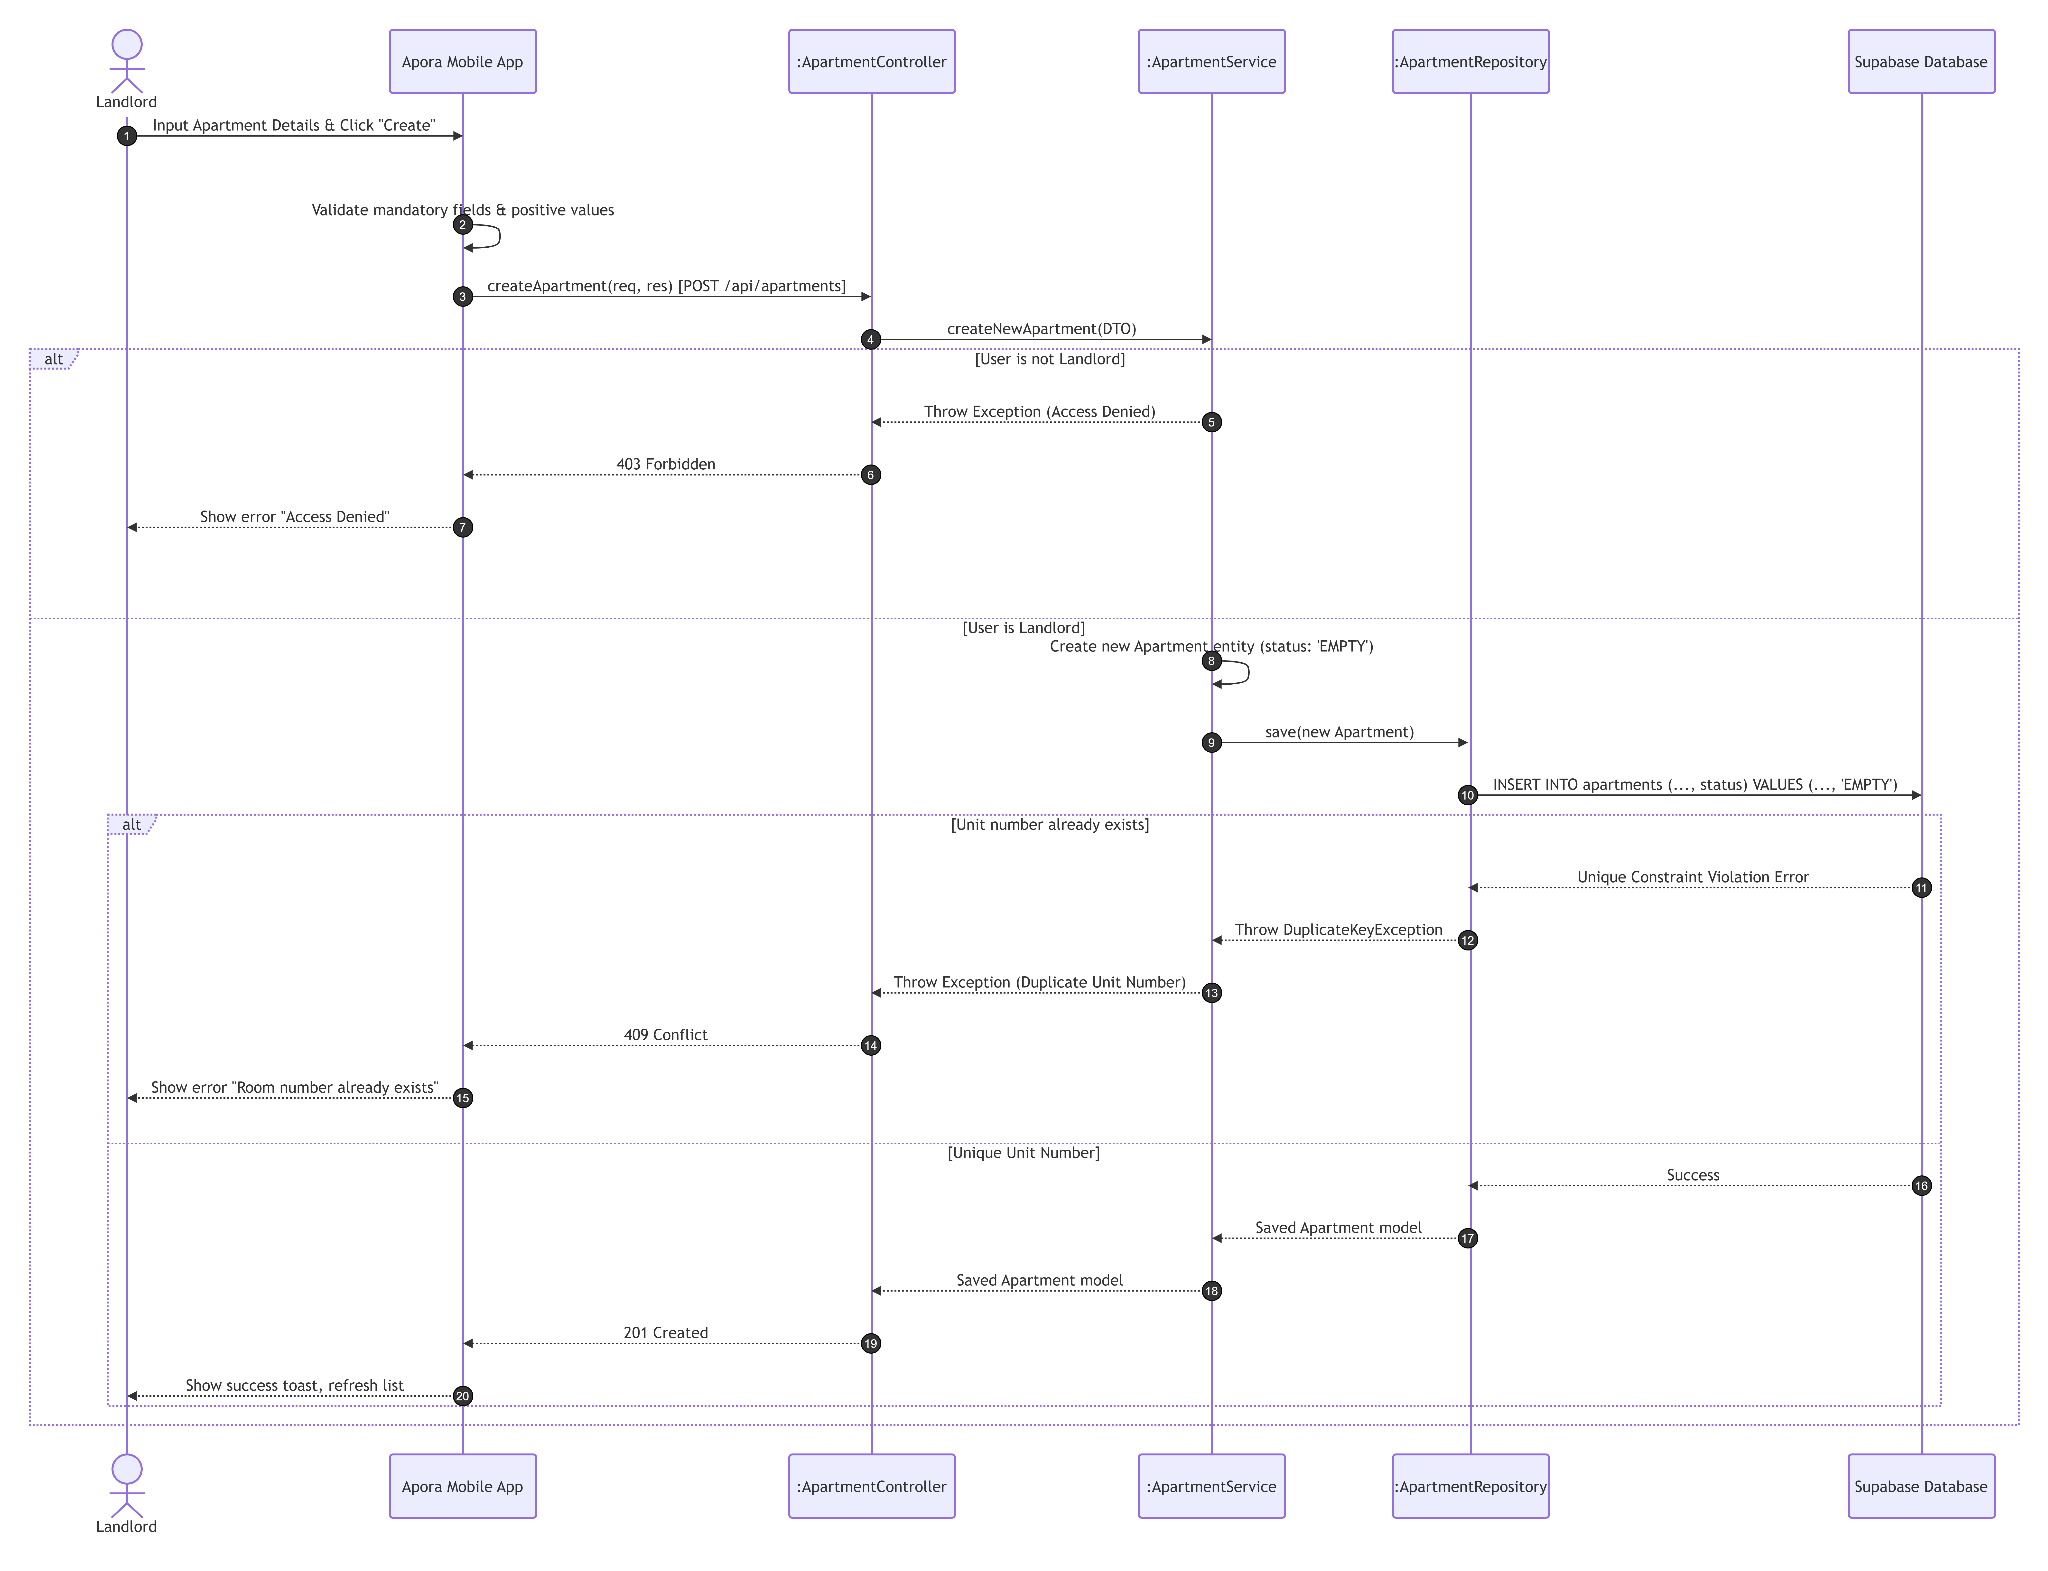 Landlord
Apora Mobile App
:ApartmentController
:ApartmentService
:ApartmentRepository
Supabase Database
1 Input Apartment Details & Click "Create"
Validate mandatory fields & positive values
2
3 createApartment(req, res) [POST /api/apartments]
4 createNewApartment(DTO)
alt [User is not Landlord]
Throw Exception (Access Denied) 5
403 Forbidden 6
Show error "Access Denied" 7
[User is Landlord]
Create new Apartment entity (status: 'EMPTY')
8
9 save(new Apartment)
10 INSERT INTO apartments (..., status) VALUES (..., 'EMPTY')
alt [Unit number already exists]
Unique Constraint Violation Error 11
Throw DuplicateKeyException 12
Throw Exception (Duplicate Unit Number) 13
409 Conflict 14
Show error "Room number already exists" 15
[Unique Unit Number]
Success 16
Saved Apartment model 17
Saved Apartment model 18
201 Created 19
Show success toast, refresh list 20
Landlord
Apora Mobile App
:ApartmentController
:ApartmentService
:ApartmentRepository
Supabase Database